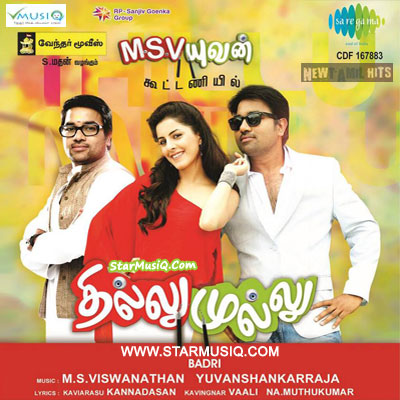 VMUSIQ
RP-Sanjiv Goenka
Group
saregama
CDF 167883
NEW TAMIL HITS
வேந்தர் மூவீஸ்
S.மதன் வழங்கும்
M.S.V யுவன்
கூட்டணியில்
StarMusiQ.Com
தில்லு முல்லு
WWW.STARMUSIQ.COM
BADRI
MUSIC : M.S.VISWANATHAN YUVANSHANKARRAJA
LYRICS : KAVIARASU KANNADASAN KAVINGNAR VAALI NA.MUTHUKUMAR